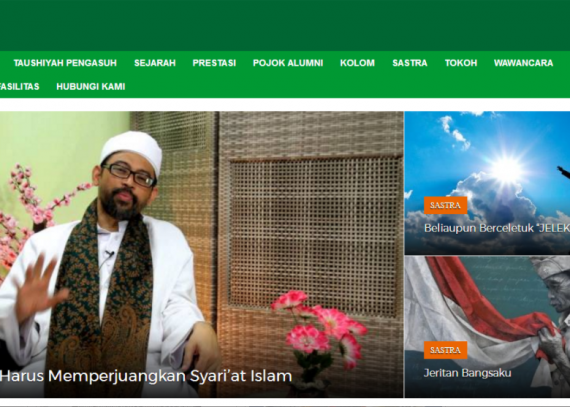 TAUSHIYAH PENGASUH SEJARAH PRESTASI POJOK ALUMNI KOLOM SASTRA TOKOH WAWANCARA
FASILITAS HUBUNGI KAMI
SASTRA
Beliaupun Berceletuk “JELEK
Harus Memperjuangkan Syari’at Islam
SASTRA
Jeritan Bangsaku